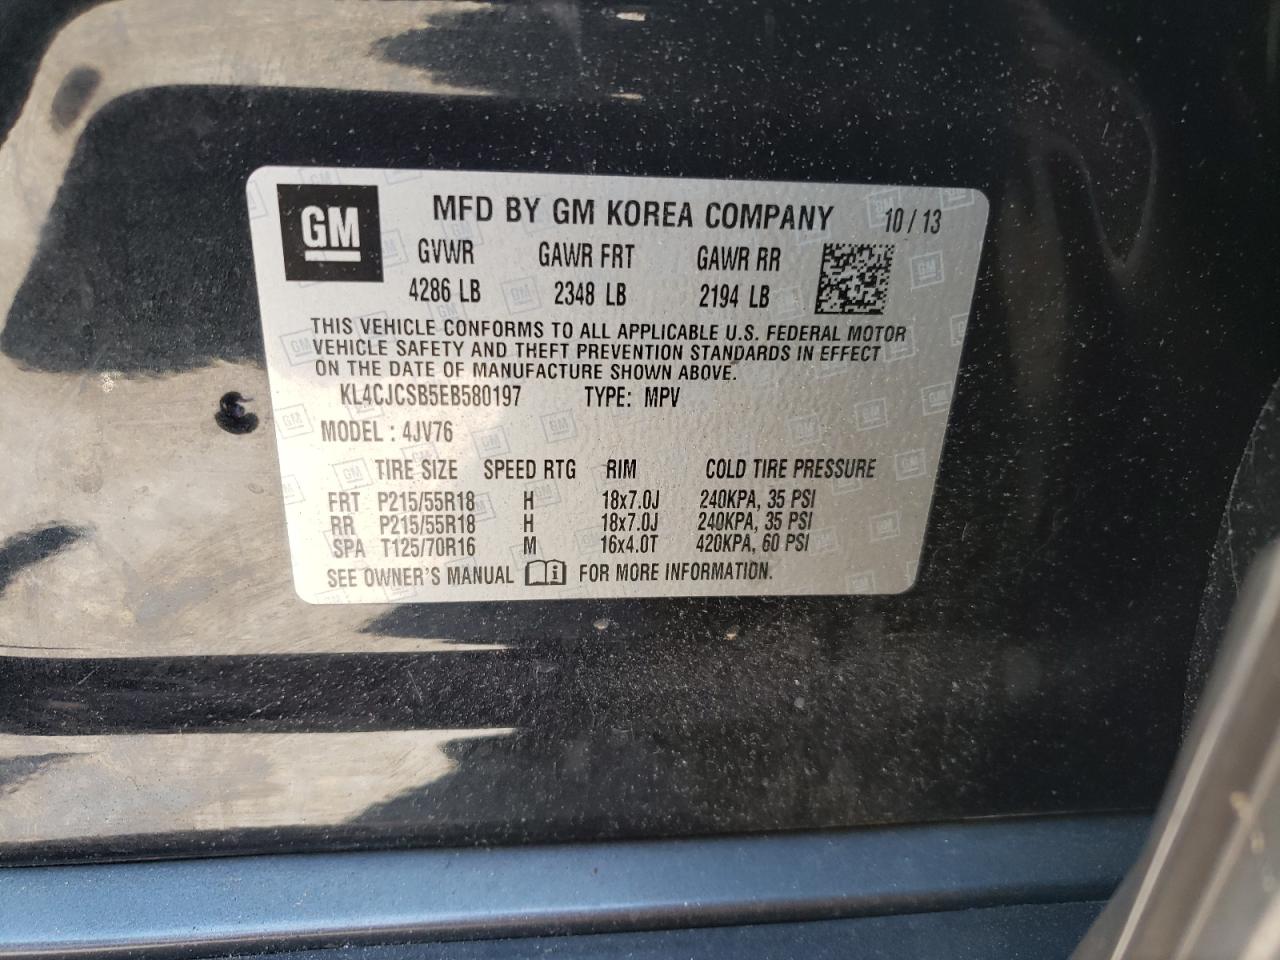 GM
MFD BY GM KOREA COMPANY 10 / 13
GVWR GAWR FRT GAWR RR
4286 LB 2348 LB 2194 LB
THIS VEHICLE CONFORMS TO ALL APPLICABLE U.S. FEDERAL MOTOR
VEHICLE SAFETY AND THEFT PREVENTION STANDARDS IN EFFECT
ON THE DATE OF MANUFACTURE SHOWN ABOVE.
KL4CJCSB5EB580197 TYPE: MPV
MODEL : 4JV76
TIRE SIZE SPEED RTG RIM COLD TIRE PRESSURE
FRT P215/55R18 H 18x7.0J 240KPA, 35 PSI
RR P215/55R18 H 18x7.0J 240KPA, 35 PSI
SPA T125/70R16 M 16x4.0T 420KPA, 60 PSI
SEE OWNER'S MANUAL i FOR MORE INFORMATION.